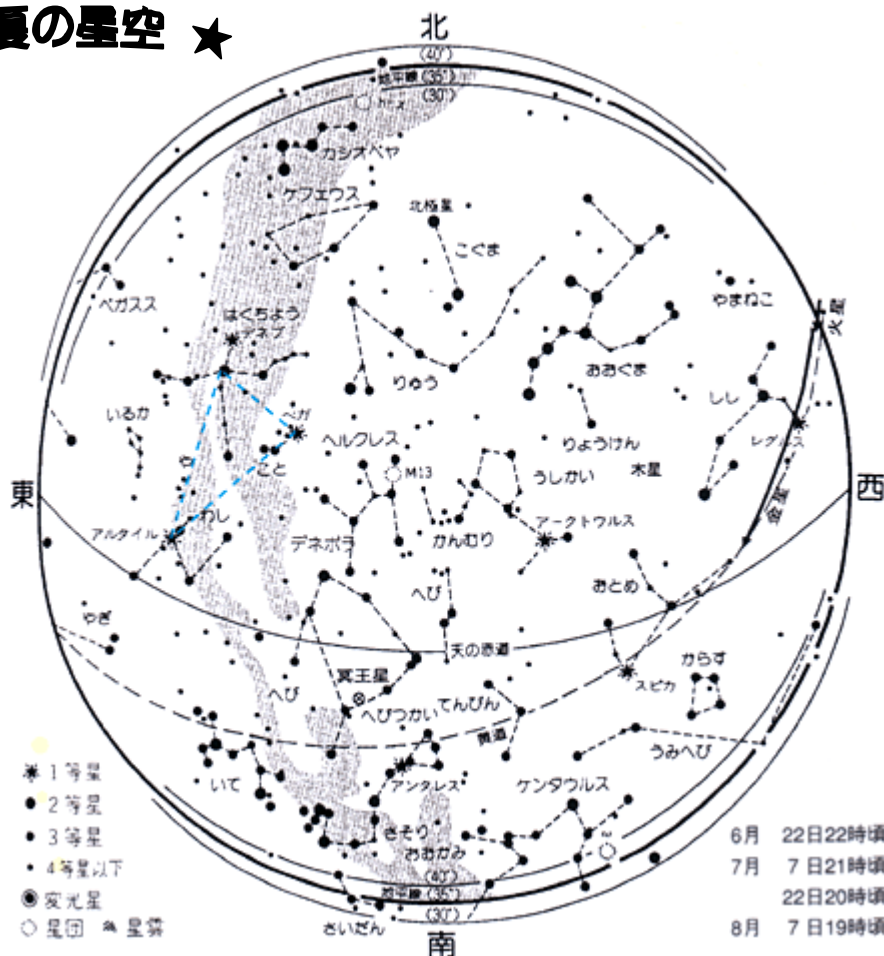 夏の星空 ★
北
(40°)
地平線(35°)
(30°)
h-χ
カシオペヤ
ケフェウス
北極星
こぐま
ペガスス
はくちょう
デネブ
やまねこ
火星
りゅう
おおぐま
しし
いるか
ベガ
ヘルクレス
りょうけん
レグルス
や
こと
M13
うしかい
木星
東
西
金星
わし
アルタイル
デネボラ
かんむり
アークトウルス
へび
おとめ
やぎ
天の赤道
からす
冥王星
スピカ
へび
へびつかい
てんびん
黄道
うみへび
いて
アンタレス
ケンタウルス
さそり
ω
おおかみ
(40°)
地平線(35°)
(30°)
さいだん
南
1等星
2等星
3等星
4等星以下
変光星
星団 星雲
6月 22日22時頃
7月 7日21時頃
22日20時頃
8月 7日19時頃